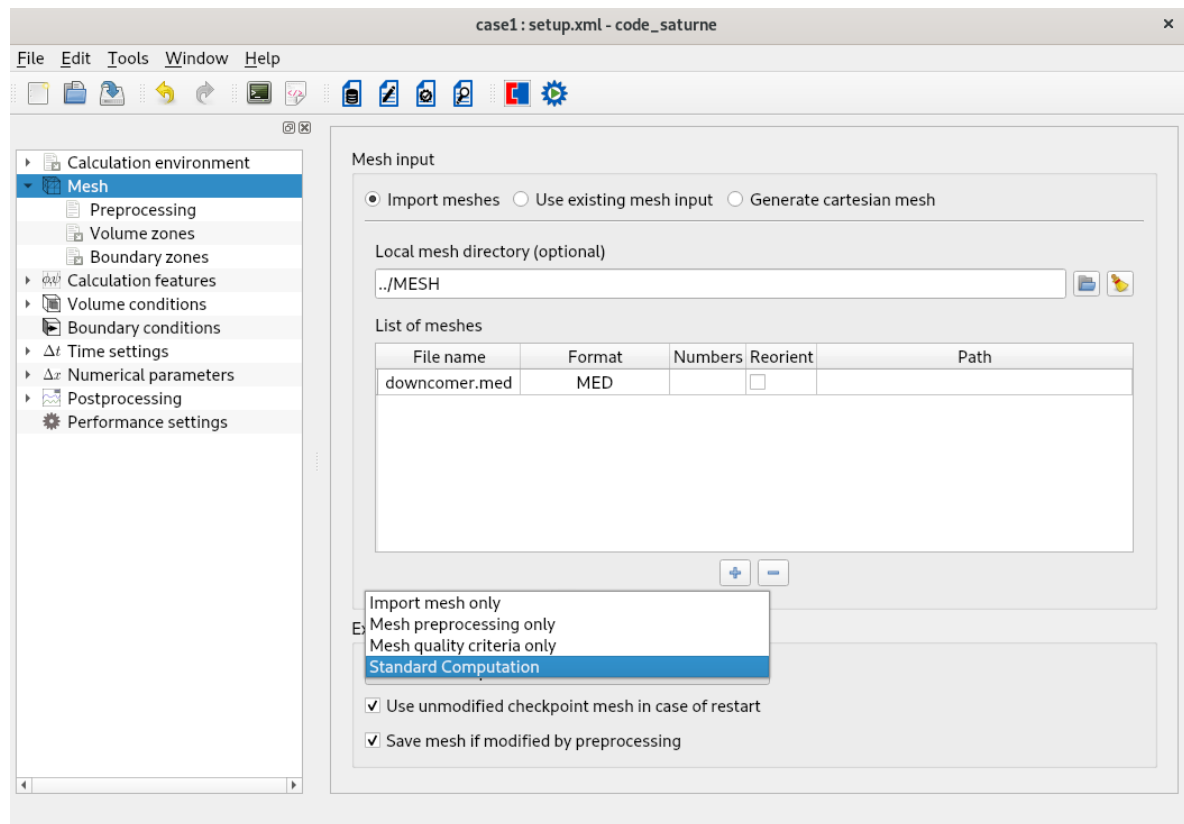 case1 : setup.xml - code_saturne
File Edit Tools Window Help
Calculation environment
Mesh
Preprocessing
Volume zones
Boundary zones
Calculation features
Volume conditions
Boundary conditions
Δt Time settings
Δx Numerical parameters
Postprocessing
Performance settings
Mesh input
Import meshes Use existing mesh input Generate cartesian mesh
Local mesh directory (optional)
../MESH
List of meshes
File name Format Numbers Reorient Path
downcomer.med MED
Import mesh only
Mesh preprocessing only
Mesh quality criteria only
Standard Computation
Use unmodified checkpoint mesh in case of restart
Save mesh if modified by preprocessing